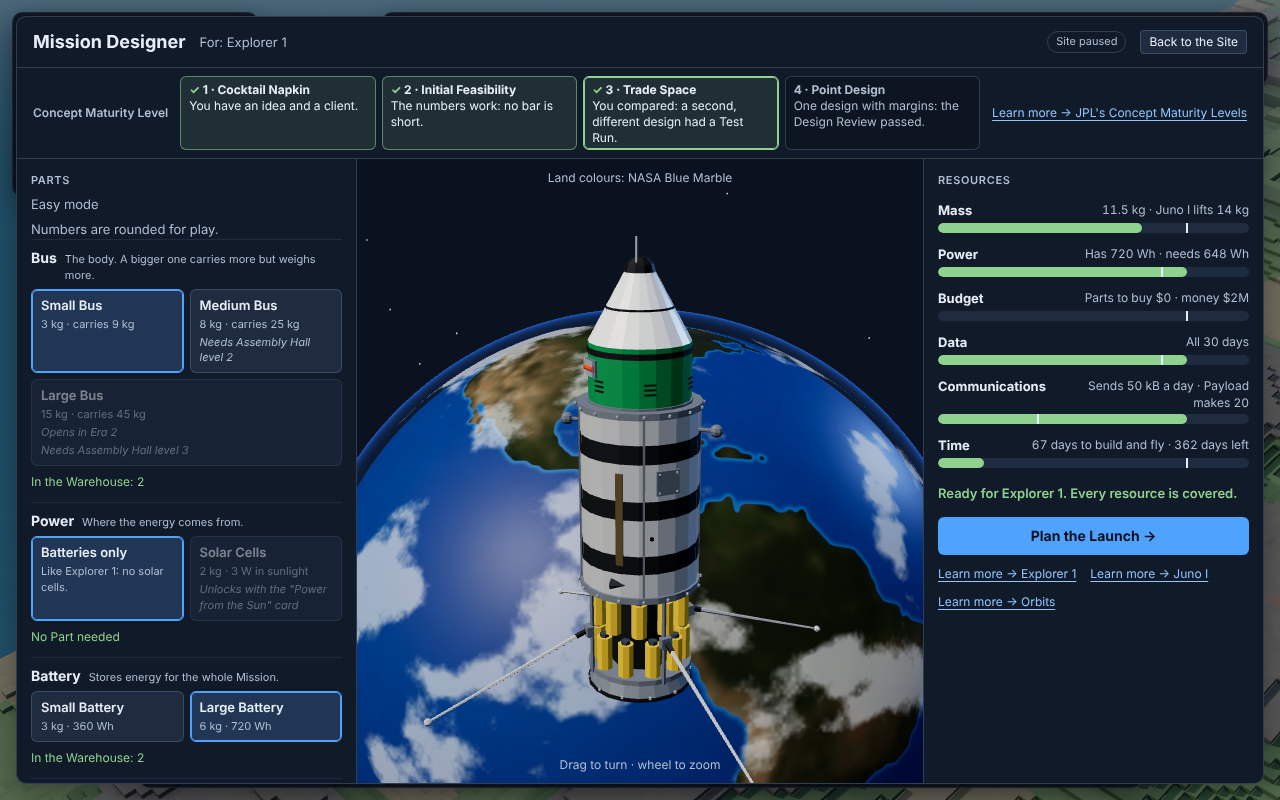 Mission Designer
For: Explorer 1
Site paused
Back to the Site
Concept Maturity Level
✓ 1 · Cocktail Napkin
You have an idea and a client.
✓ 2 · Initial Feasibility
The numbers work: no bar is
short.
✓ 3 · Trade Space
You compared: a second,
different design had a Test
Run.
4 · Point Design
One design with margins: the
Design Review passed.
Learn more → JPL's Concept Maturity Levels
PARTS
Easy mode
Numbers are rounded for play.
Bus
The body. A bigger one carries more but weighs
more.
Small Bus
3 kg · carries 9 kg
Medium Bus
8 kg · carries 25 kg
Needs Assembly Hall
level 2
Large Bus
15 kg · carries 45 kg
Opens in Era 2
Needs Assembly Hall level 3
In the Warehouse: 2
Power
Where the energy comes from.
Batteries only
Like Explorer 1: no solar
cells.
Solar Cells
2 kg · 3 W in sunlight
Unlocks with the "Power
from the Sun" card
No Part needed
Battery
Stores energy for the whole Mission.
Small Battery
3 kg · 360 Wh
Large Battery
6 kg · 720 Wh
In the Warehouse: 2
Land colours: NASA Blue Marble
Drag to turn · wheel to zoom
RESOURCES
Mass
11.5 kg · Juno I lifts 14 kg
Power
Has 720 Wh · needs 648 Wh
Budget
Parts to buy $0 · money $2M
Data
All 30 days
Communications
Sends 50 kB a day · Payload
makes 20
Time
67 days to build and fly · 362 days left
Ready for Explorer 1. Every resource is covered.
Plan the Launch →
Learn more → Explorer 1
Learn more → Juno I
Learn more → Orbits